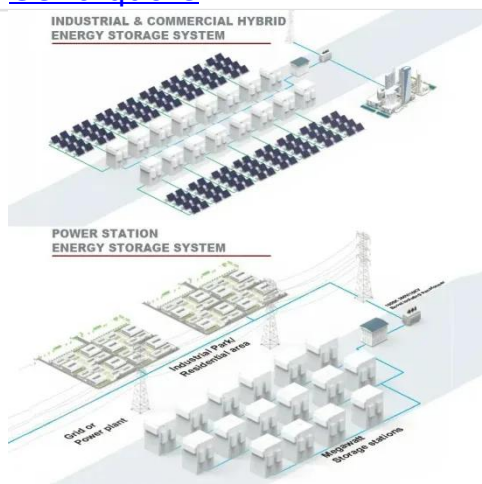 INDUSTRIAL & COMMERCIAL HYBRID
ENERGY STORAGE SYSTEM
POWER STATION
ENERGY STORAGE SYSTEM
Industrial Park/
Residential area
Grid or
Power plant
Megawatt
Storage stations